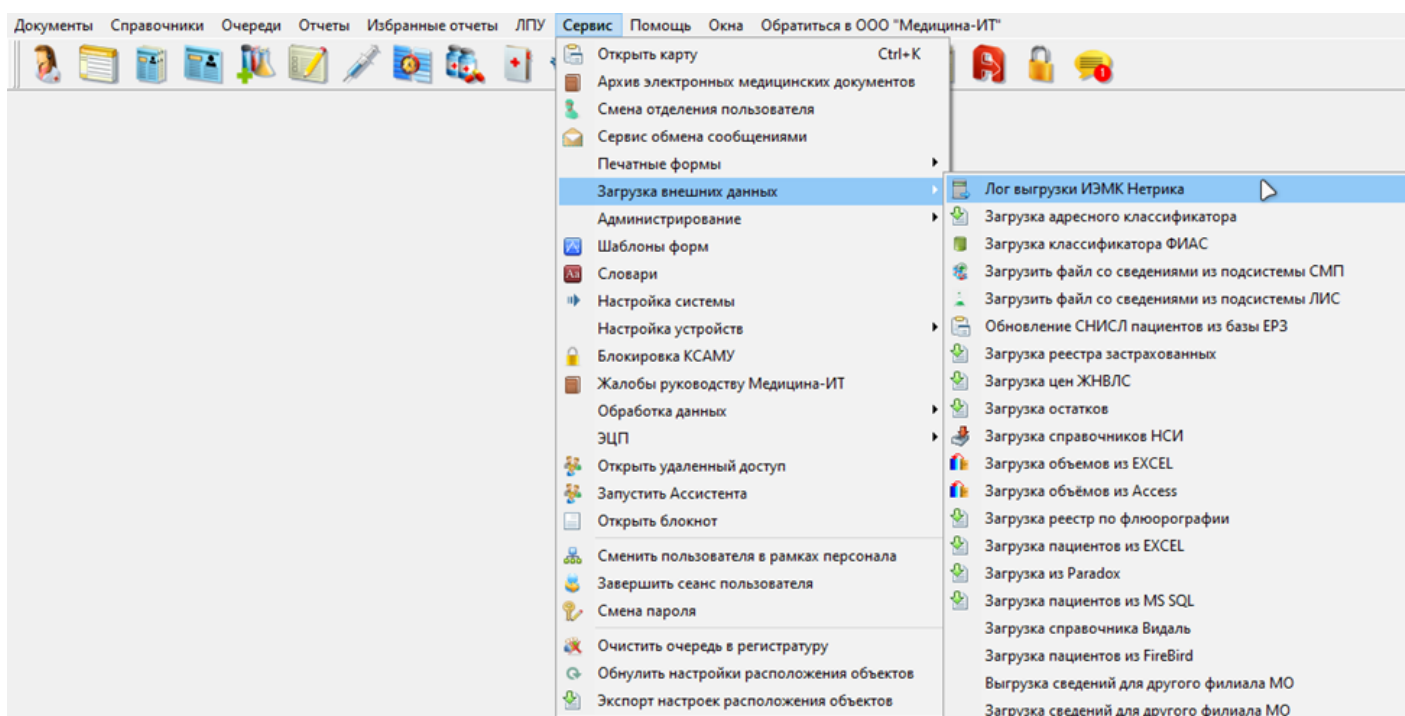 Документы Справочники Очереди Отчеты Избранные отчеты ЛПУ Сервис Помощь Окна Обратиться в ООО "Медицина-ИТ"
Открыть карту Ctrl+K
Архив электронных медицинских документов
Смена отделения пользователя
Сервис обмена сообщениями
Печатные формы
Загрузка внешних данных
Администрирование
Шаблоны форм
Словари
Настройка системы
Настройка устройств
Блокировка КСАМУ
Жалобы руководству Медицина-ИТ
Обработка данных
ЭЦП
Открыть удаленный доступ
Запустить Ассистента
Открыть блокнот
Сменить пользователя в рамках персонала
Завершить сеанс пользователя
Смена пароля
Очистить очередь в регистратуру
Обнулить настройки расположения объектов
Экспорт настроек расположения объектов
Лог выгрузки ИЭМК Нетрика
Загрузка адресного классификатора
Загрузка классификатора ФИАС
Загрузить файл со сведениями из подсистемы СМП
Загрузить файл со сведениями из подсистемы ЛИС
Обновление СНИСЛ пациентов из базы ЕРЗ
Загрузка реестра застрахованных
Загрузка цен ЖНВЛС
Загрузка остатков
Загрузка справочников НСИ
Загрузка объемов из EXCEL
Загрузка объёмов из Access
Загрузка реестр по флюорографии
Загрузка пациентов из EXCEL
Загрузка из Paradox
Загрузка пациентов из MS SQL
Загрузка справочника Видаль
Загрузка пациентов из FireBird
Выгрузка сведений для другого филиала МО
Загрузка сведений для другого филиала МО
1
Aa